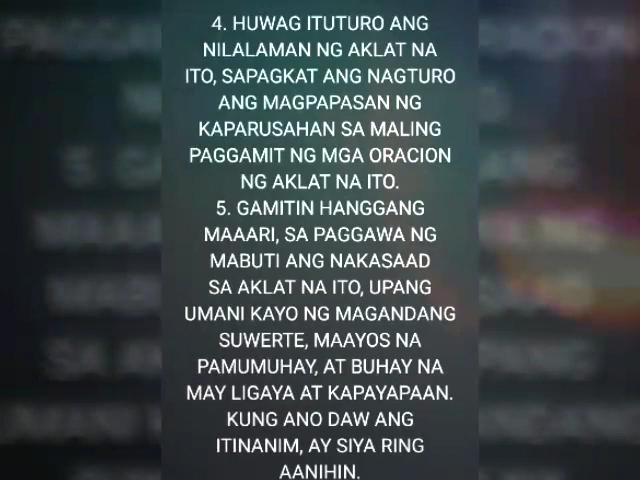 4. HUWAG ITUTURO ANG
NILALAMAN NG AKLAT NA
ITO, SAPAGKAT ANG NAGTURO
ANG MAGPAPASAN NG
KAPARUSAHAN SA MALING
PAGGAMIT NG MGA ORACION
NG AKLAT NA ITO.
5. GAMITIN HANGGANG
MAAARI, SA PAGGAWA NG
MABUTI ANG NAKASAAD
SA AKLAT NA ITO, UPANG
UMANI KAYO NG MAGANDANG
SUWERTE, MAAYOS NA
PAMUMUHAY, AT BUHAY NA
MAY LIGAYA AT KAPAYAPAAN.
KUNG ANO DAW ANG
ITINANIM, AY SIYA RING
AANIHIN.